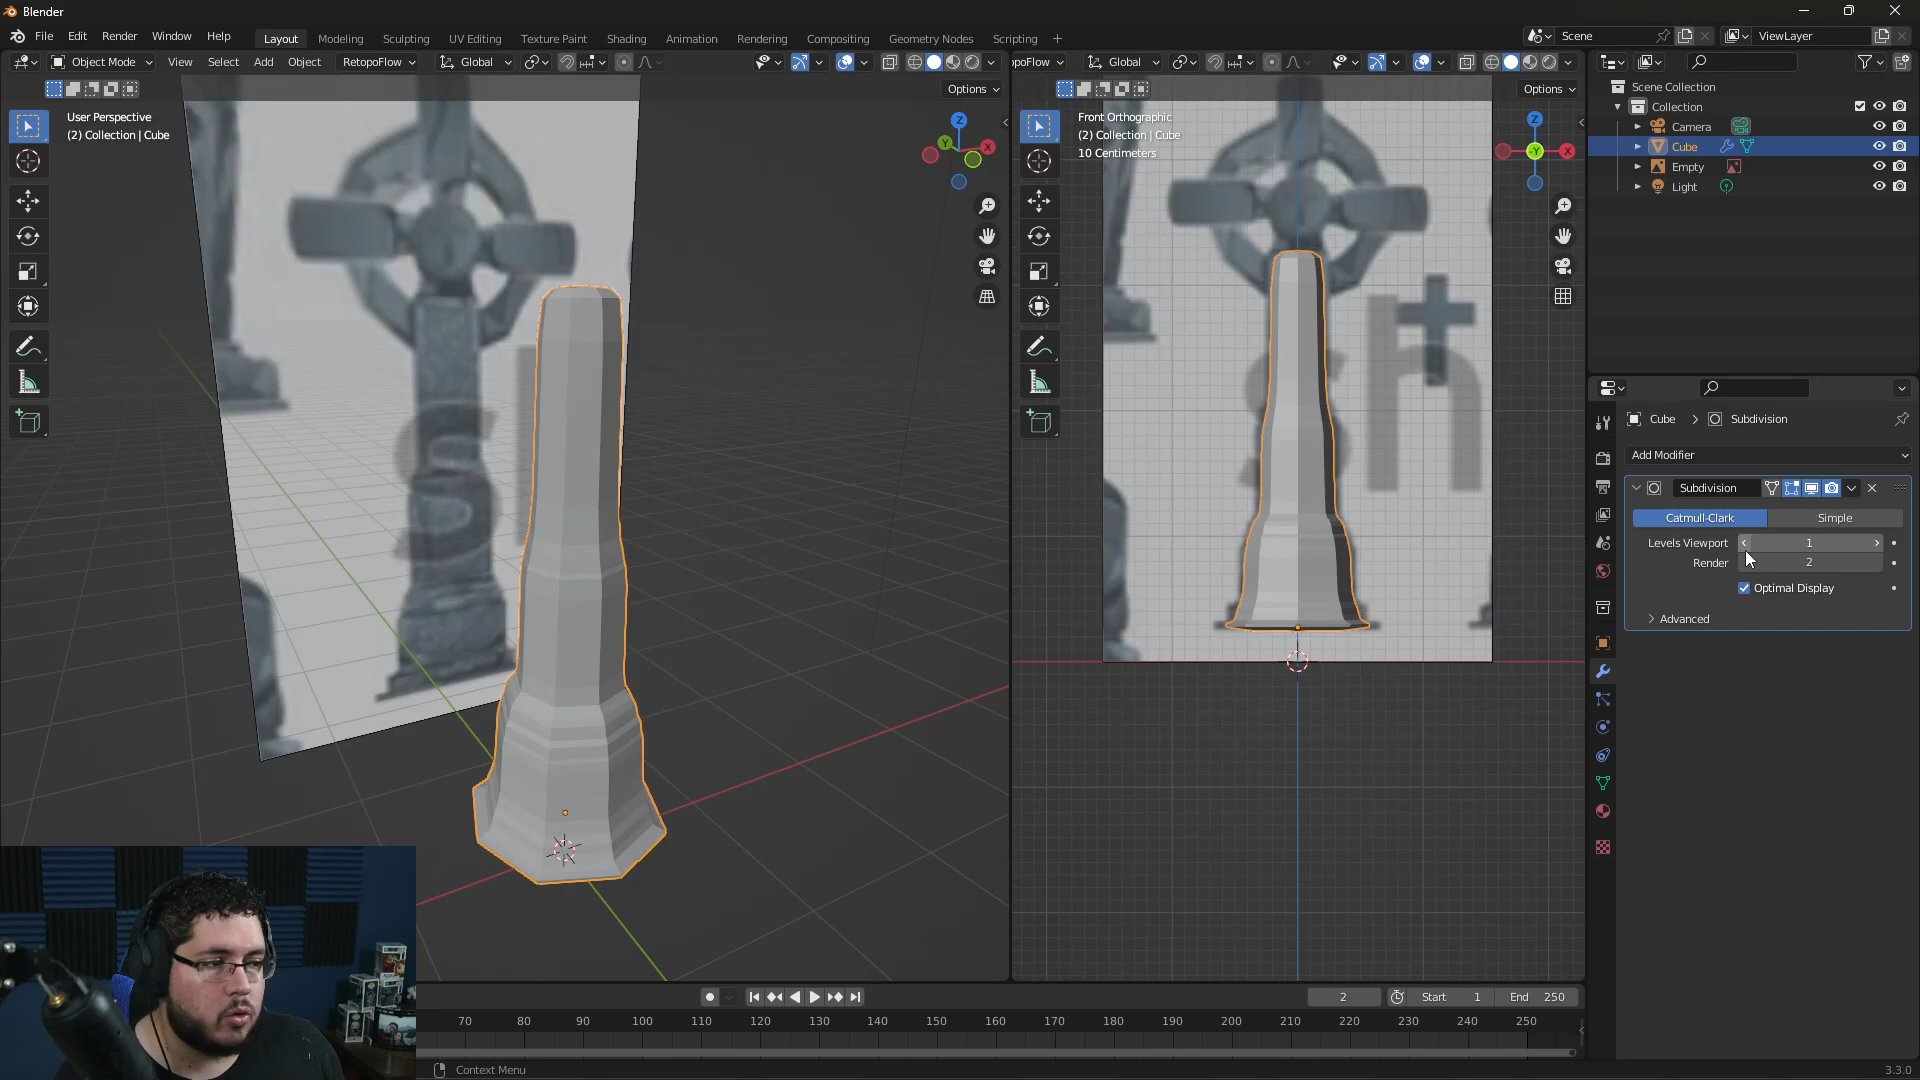 Blender
File Edit Render Window Help
Layout Modeling Sculpting UV Editing Texture Paint Shading Animation Rendering Compositing Geometry Nodes Scripting +
Scene
ViewLayer
Object Mode View Select Add Object RetopoFlow Global
opoFlow Global
Options
Options
User Perspective
(2) Collection | Cube
Z
Y
X
Front Orthographic
(2) Collection | Cube
10 Centimeters
Z
-Y
X
Scene Collection
Collection
Camera
Cube
Empty
Light
Cube > Subdivision
Add Modifier
Subdivision
Catmull-Clark Simple
Levels Viewport 1
Render 2
Optimal Display
Advanced
2 Start 1 End 250
70 80 90 100 110 120 130 140 150 160 170 180 190 200 210 220 230 240 250
Context Menu
3.3.0